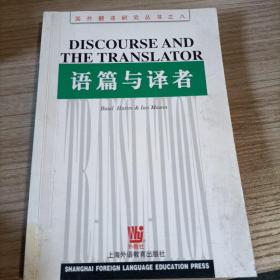 国外翻译研究丛书之八
DISCOURSE AND
THE TRANSLATOR
语篇与译者
Basil Hatim & Ian Mason
外教社
上海外语教育出版社
SHANGHAI FOREIGN LANGUAGE EDUCATION PRESS